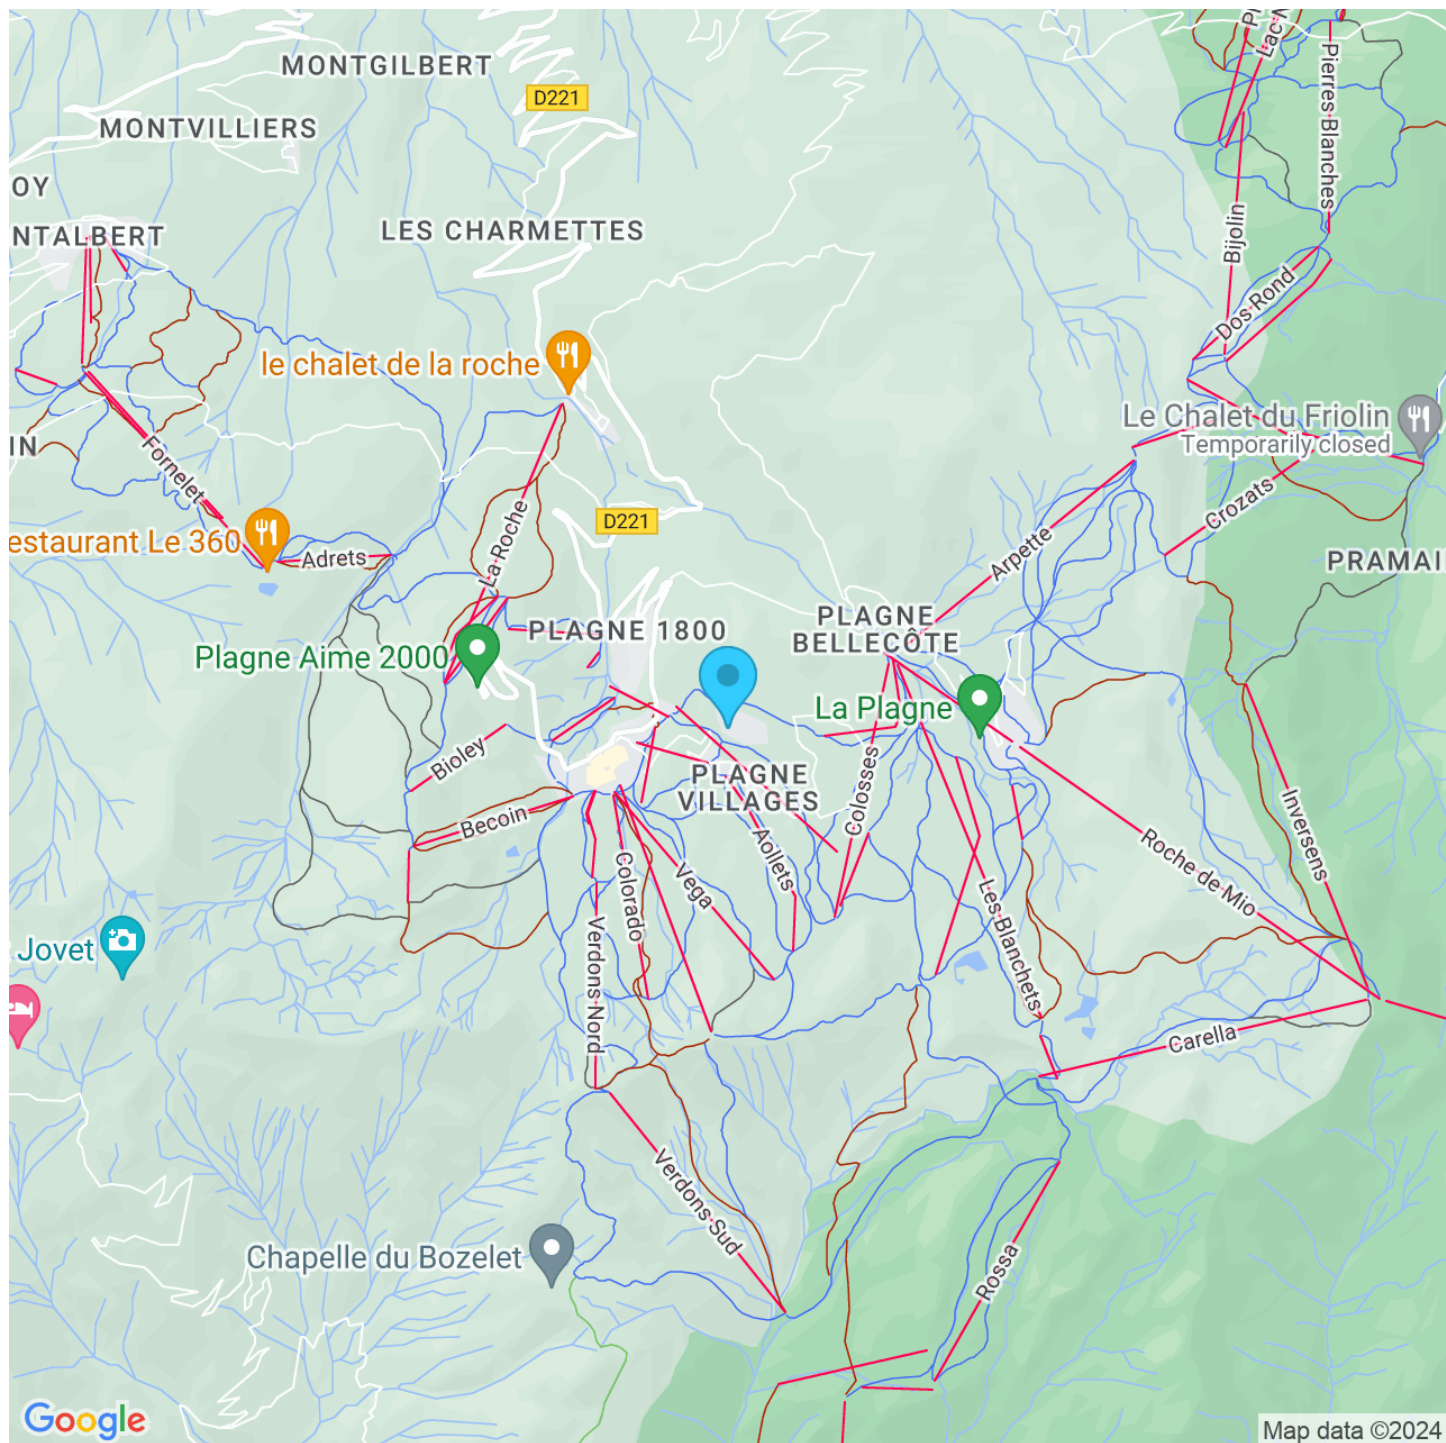 Lac N
Pierres Blanches
MONTGILBERT
D221
MONTVILLIERS
OY
LES CHARMETTES
NTALBERT
Bijolin
Dos Rond
le chalet de la roche
Le Chalet du Friolin
Temporarily closed
IN
Fornelet
Crozats
D221
estaurant Le 360
Adrets
La Roche
Arpette
PRAMAI
PLAGNE 1800
PLAGNE
BELLECÔTE
Plagne Aime 2000
La Plagne
Bioley
PLAGNE
VILLAGES
Colosses
Becoin
Aollets
Inversens
Roche de Mio
Vega
Colorado
Les Blanchets
Jovet
Verdons Nord
Carella
Verdons Sud
Chapelle du Bozelet
Rossa
Google
Map data ©2024